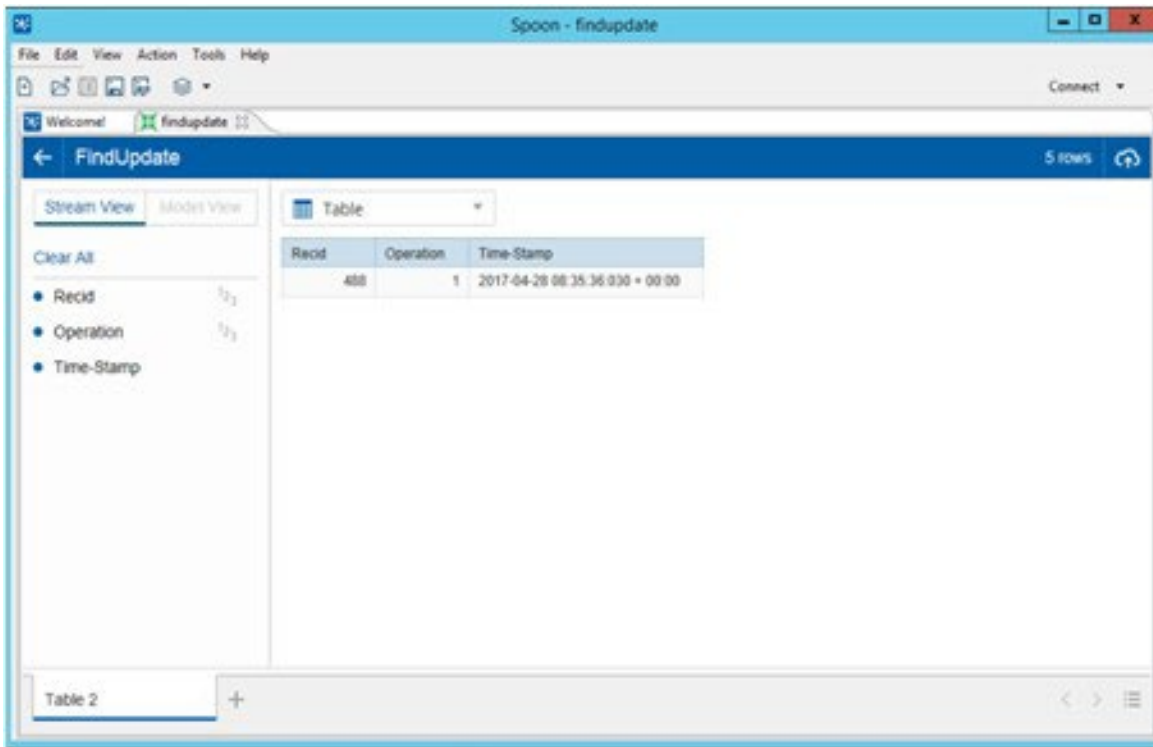 Spoon - findupdate
File Edit View Action Tools Help
Connect
Welcome! findupdate
FindUpdate 5 rows
Stream View Model View
Table
Clear All
Recid Operation Time-Stamp
488 1 2017-04-28 08:35:36:030 + 00:00
Recid
Operation
Time-Stamp
Table 2 +